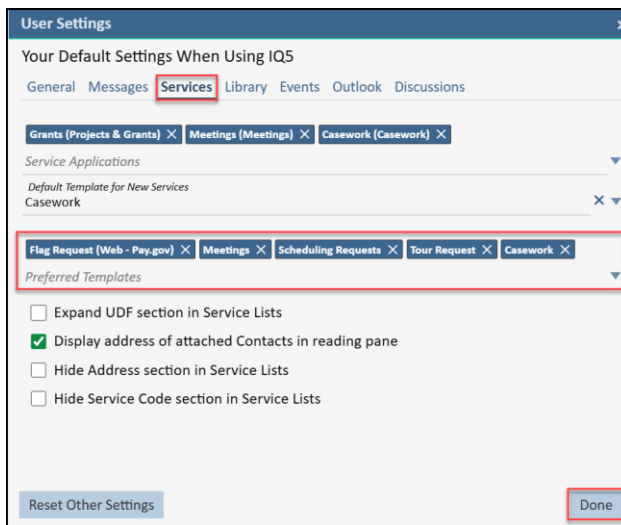 User Settings
Your Default Settings When Using IQ5
General Messages Services Library Events Outlook Discussions
Grants (Projects & Grants) × Meetings (Meetings) × Casework (Casework) ×
Service Applications
Default Template for New Services
Casework ×
Flag Request (Web - Pay.gov) × Meetings × Scheduling Requests × Tour Request × Casework ×
Preferred Templates
Expand UDF section in Service Lists
Display address of attached Contacts in reading pane
Hide Address section in Service Lists
Hide Service Code section in Service Lists
Reset Other Settings Done